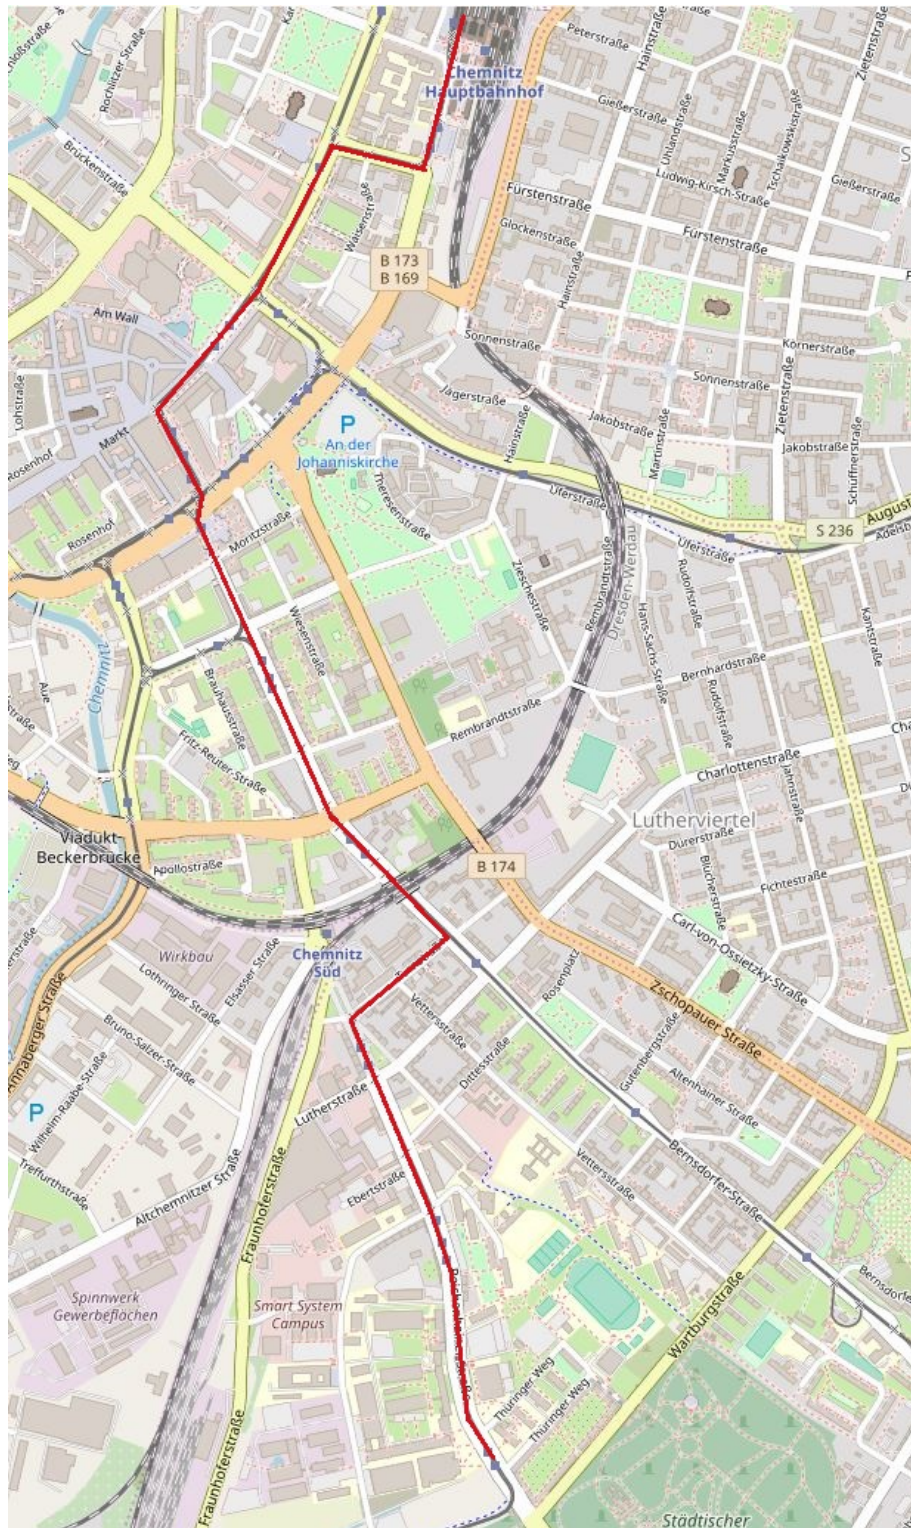 Peterstraße
Hainstraße
Zietenstraße
Rochlitzer Straße
Chemnitz
Hauptbahnhof
Gießerstraße
Uhlandstraße
Markusstraße
Tschaikowskistraße
Brückenstraße
Ludwig-Kirsch-Straße
Gießerstraße
Waisenstraße
Fürstenstraße
Fürstenstraße
Glockenstraße
B 173
B 169
Hainstraße
Am Wall
Sonnenstraße
Körnerstraße
Lohstraße
Jägerstraße
Sonnenstraße
Zietenstraße
Markt
P
An der
Johanniskirche
Hainstraße
Jakobstraße
Martinstraße
Jakobstraße
Schüffnerstraße
Rosenhof
Theresenstraße
Uferstraße
Rosenhof
Moritzstraße
S 236
August
Adelsb
Uferstraße
Rembrandtstraße
Dresden-Werdau
Zieschestraße
Rudolfstraße
Hans-Sachs-Straße
Kantstraße
Wiesenstraße
Chemnitz
Aue
Brauhausstraße
Bernhardstraße
Rudolfstraße
Rembrandtstraße
Fritz-Reuter-Straße
Charlottenstraße
Jahnstraße
Lutherviertel
Viadukt-
Beckerbrücke
Apollostraße
Dürerstraße
B 174
Blücherstraße
Fichtestraße
Carl-von-Ossietzky-Straße
Chemnitz
Süd
Wirkbau
Elsasser Straße
Lothringer Straße
Rosenplatz
Zschopauer Straße
Vettersstraße
Annaberger Straße
Bruno-Salzer-Straße
Gutenbergstraße
Dittesstraße
Altenhainer Straße
P
Wilhelm-Raabe-Straße
Lutherstraße
Treffurthstraße
Altchemnitzer Straße
Ebertstraße
Vettersstraße
Bernsdorfer-Straße
Fraunhoferstraße
Spinnwerk
Gewerbeflächen
Smart System
Campus
Reichenhainer Straße
Wartburgstraße
Thüringer Weg
Thüringer Weg
Fraunhoferstraße
Städtischer